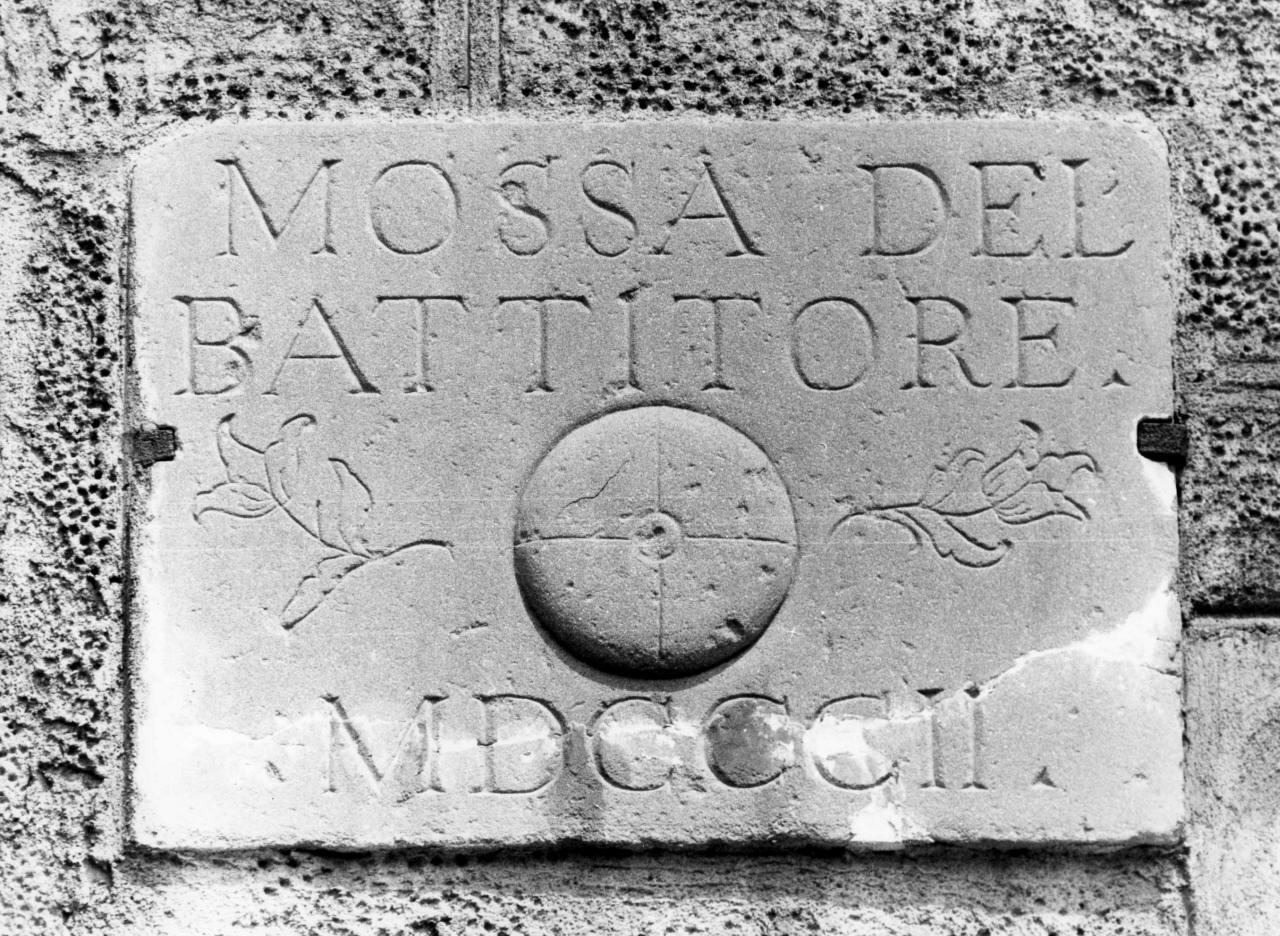 MOSSA DEL
BATTITORE.
MDCCCII.